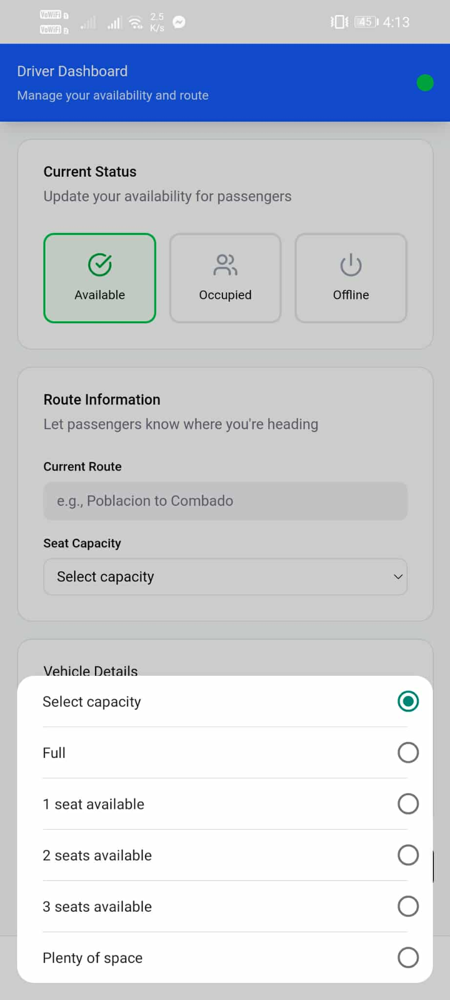 VoWiFi 1
VoWiFi 2
2.5
K/s
45
4:13
Driver Dashboard
Manage your availability and route
Current Status
Update your availability for passengers
Available
Occupied
Offline
Route Information
Let passengers know where you're heading
Current Route
e.g., Poblacion to Combado
Seat Capacity
Select capacity
Vehicle Details
Select capacity
Full
1 seat available
2 seats available
3 seats available
Plenty of space